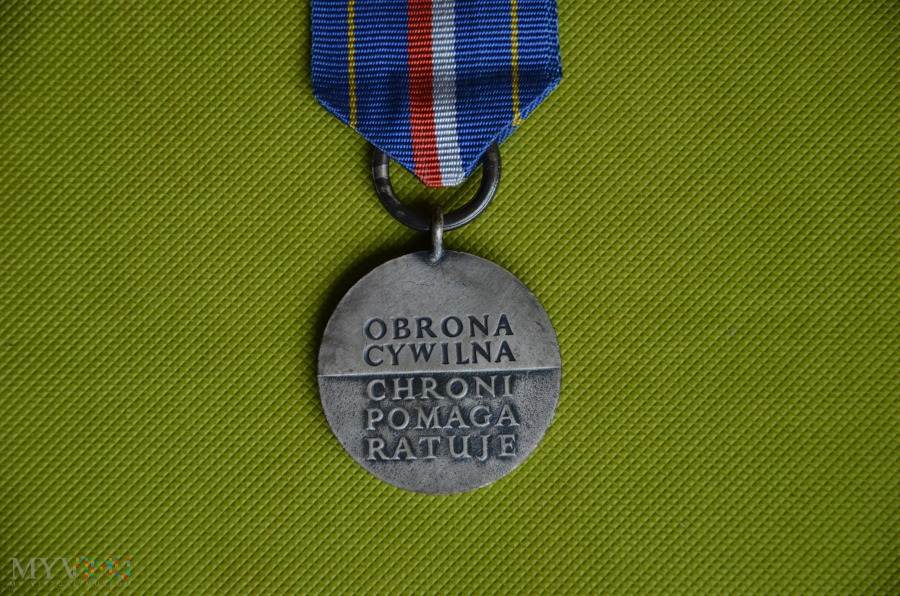 OBRONA
CYWILNA
CHRONI
POMAGA
RATUJE